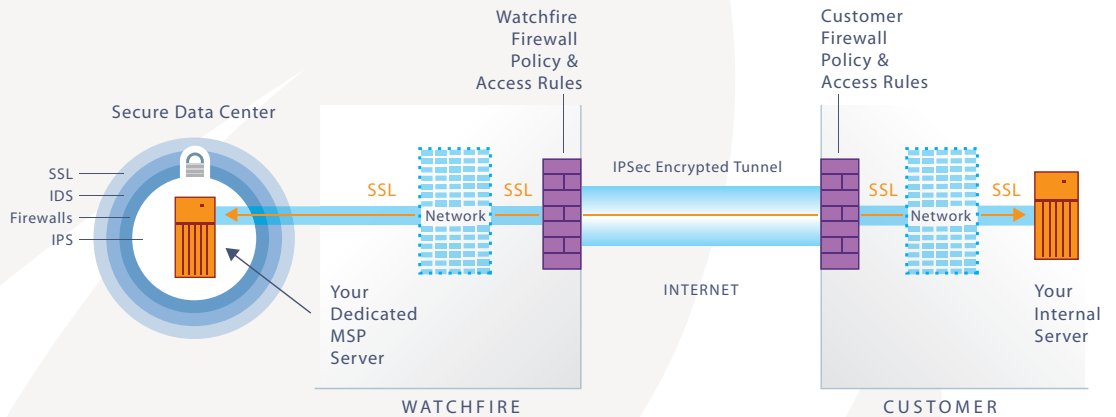 Watchfire
Firewall
Policy &
Access Rules
Customer
Firewall
Policy &
Access Rules
Secure Data Center
SSL
IDS
Firewalls
IPS
SSL
Network
SSL
IPSec Encrypted Tunnel
SSL
Network
SSL
INTERNET
Your
Dedicated
MSP
Server
Your
Internal
Server
WATCHFIRE
CUSTOMER